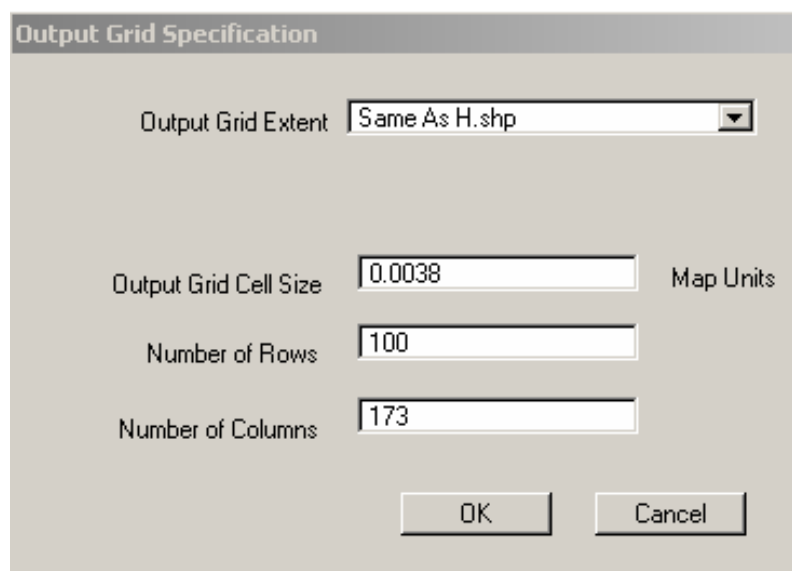 Output Grid Specification
Output Grid Extent Same As H.shp
Output Grid Cell Size 0.0038 Map Units
Number of Rows 100
Number of Columns 173
OK Cancel